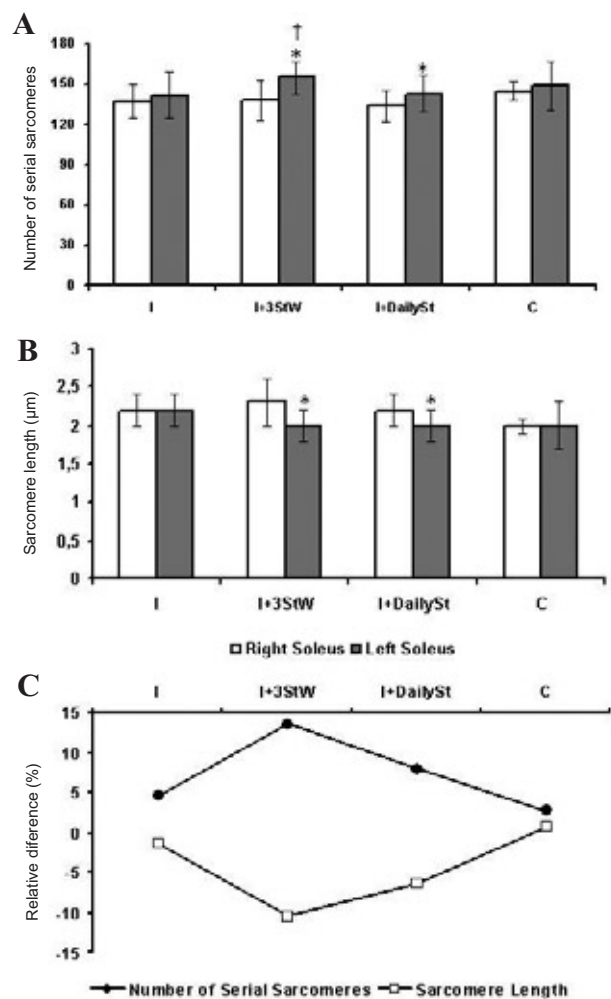 A
Number of serial sarcomeres
180
150
120
90
60
30
0
†
*
*
I
I+3StW
I+DailySt
C
B
Sarcomere length (µm)
3
2,5
2
1,5
1
0,5
0
*
*
I
I+3StW
I+DailySt
C
Right Soleus Left Soleus
C
I
I+3StW
I+DailySt
C
Relative diference (%)
15
10
5
0
-5
-10
-15
Number of Serial Sarcomeres Sarcomere Length